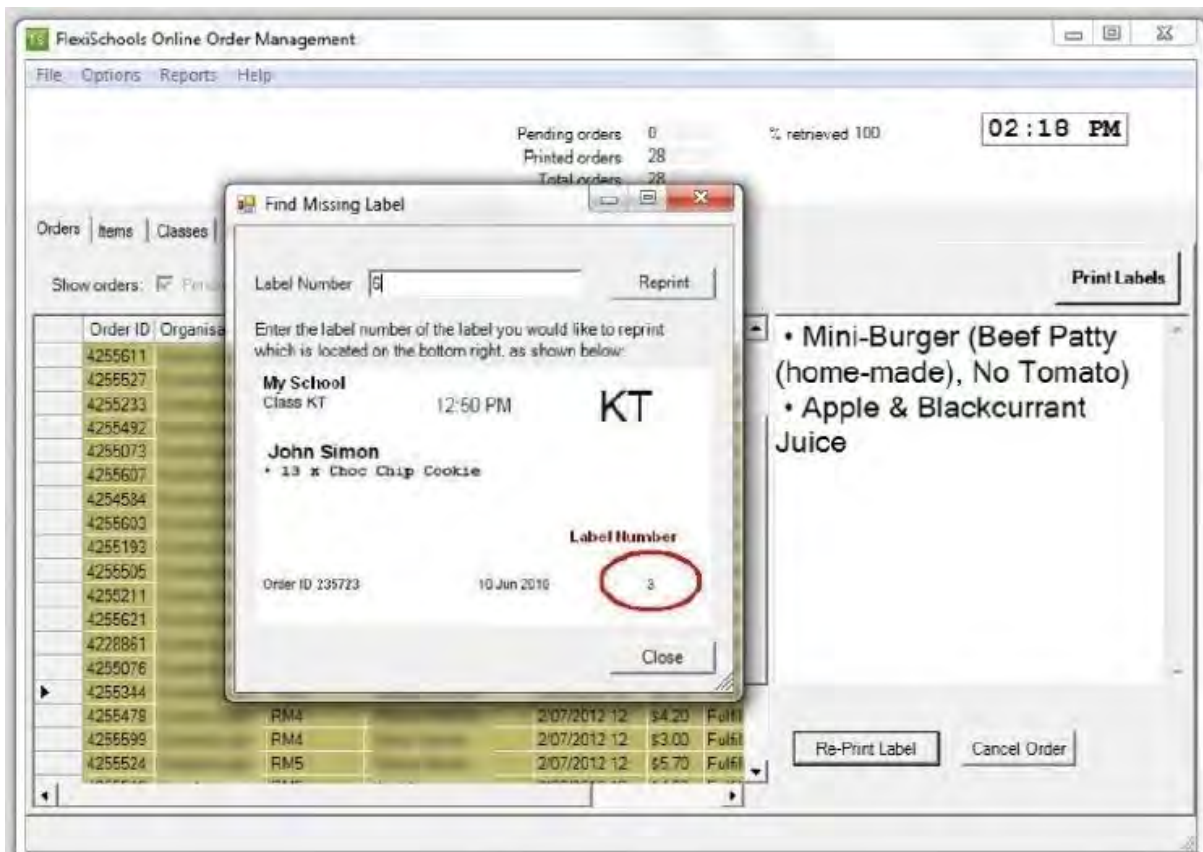 FlexiSchools Online Order Management
File Options Reports Help
Pending orders 0
% retrieved 100
02:18 PM
Printed orders 28
Total orders 28
Find Missing Label
Orders Items Classes
Show orders:
Label Number 6
Reprint
Print Labels
Order ID
Enter the label number of the label you would like to reprint
which is located on the bottom right, as shown below:
My School
Class KT
12:50 PM
KT
John Simon
• 13 x Choc Chip Cookie
Label Number
Order ID 235723
10 Jun 2010
3
Close
4255611
4255527
4255233
4255492
4255073
4255607
4254584
4255603
4255193
4255505
4255211
4255621
4228861
4255076
4255344
4255478 RM4 2/07/2012 12 $4.20 Fulfil
4255599 RM4 2/07/2012 12 $3.00 Fulfil
4255524 RM5 2/07/2012 12 $5.70 Fulfil
• Mini-Burger (Beef Patty
(home-made), No Tomato)
• Apple & Blackcurrant
Juice
Re-Print Label
Cancel Order